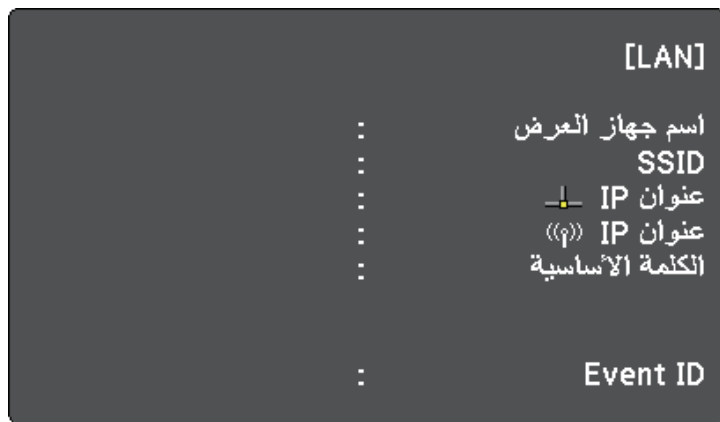 [LAN]
اسم جهاز العرض :
SSID :
عنوان IP :
عنوان IP :
الكلمة الأساسية :
Event ID :